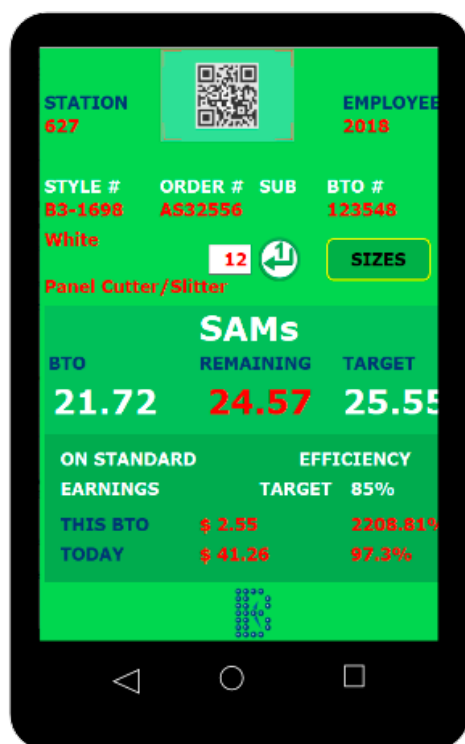 STATION EMPLOYEE
627 2018
STYLE # ORDER # SUB BTO #
B3-1698 AS32556 123548
White
12 1 SIZES
Panel Cutter/Slitter
SAMs
BTO REMAINING TARGET
21.72 24.57 25.55
ON STANDARD EFFICIENCY
EARNINGS TARGET 85%
THIS BTO $ 2.55 2208.81%
TODAY $ 41.26 97.3%